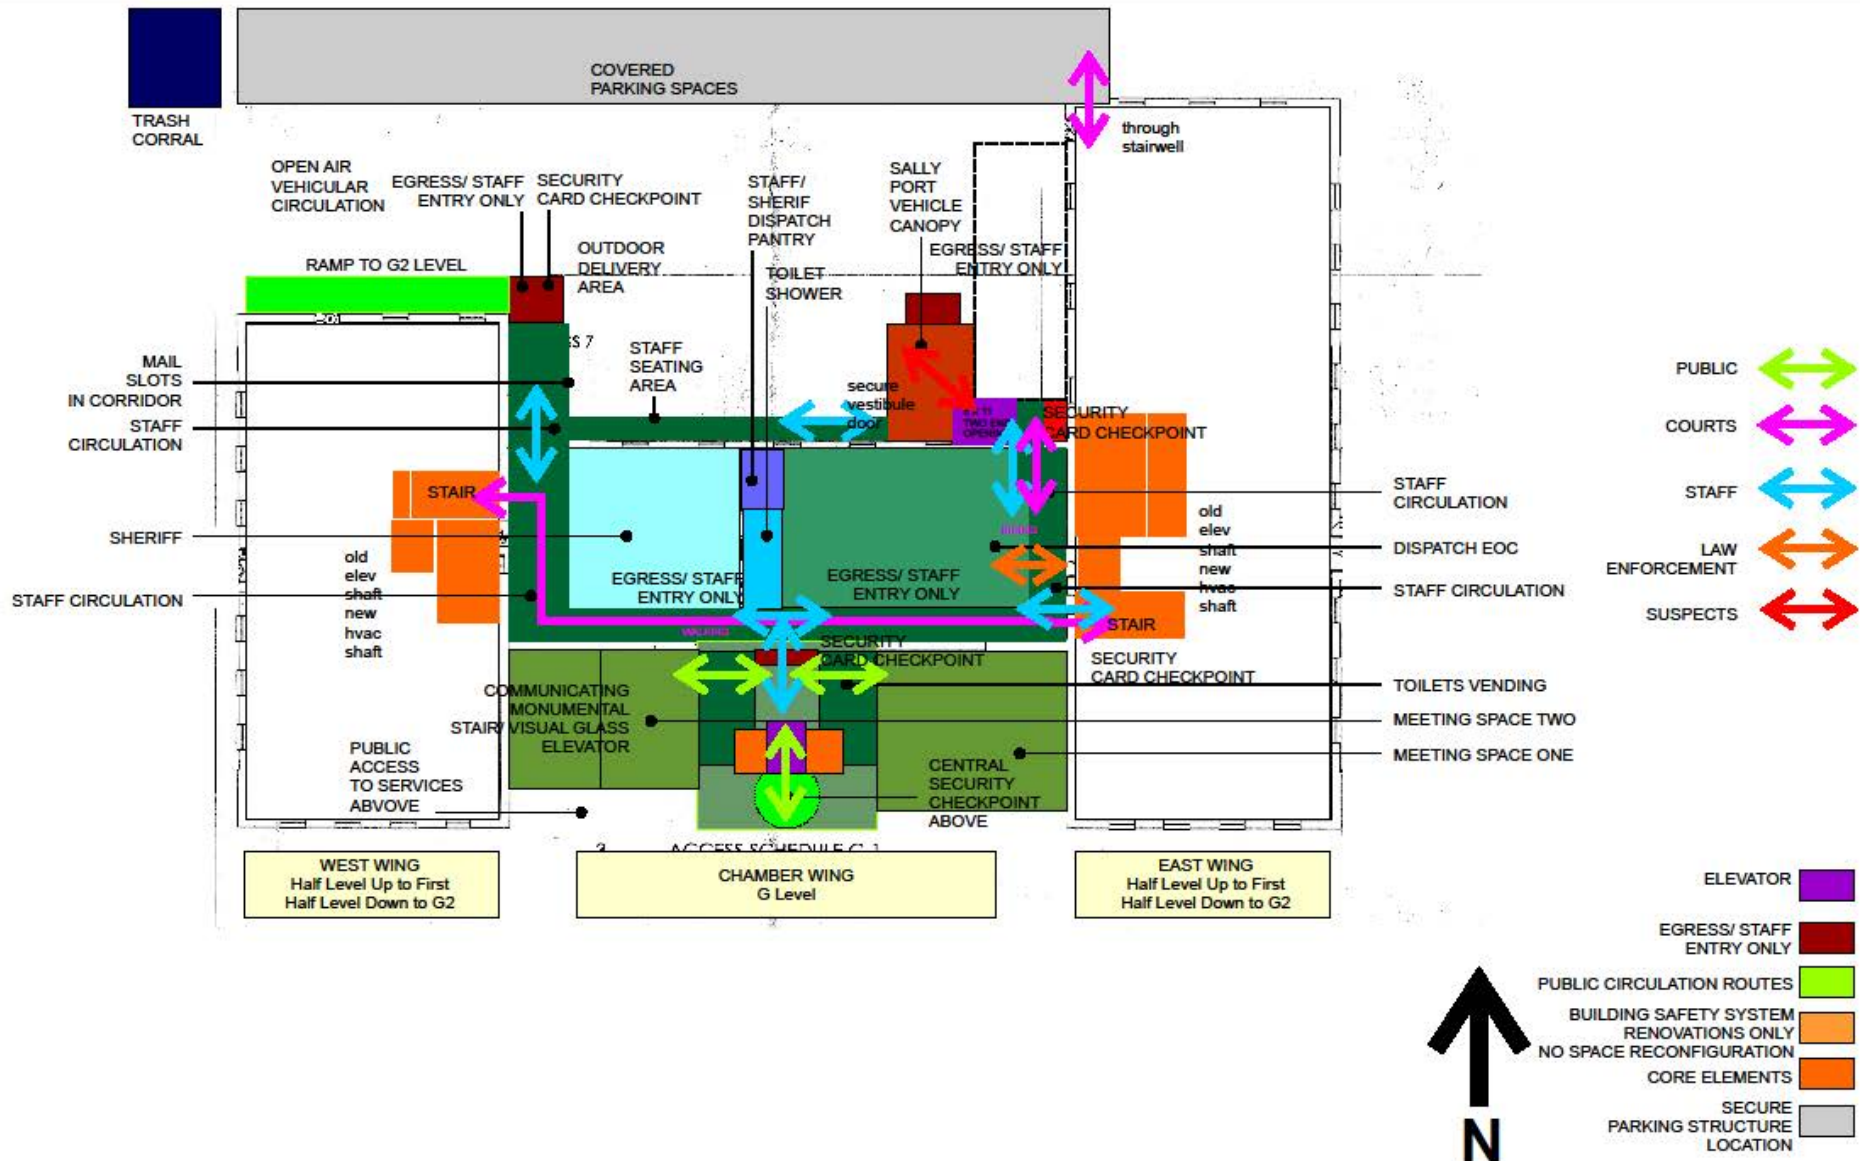 COVERED
PARKING SPACES
TRASH
CORRAL
through
stairwell
OPEN AIR
VEHICULAR
CIRCULATION
EGRESS/ STAFF
ENTRY ONLY
SECURITY
CARD CHECKPOINT
STAFF/
SHERIF
DISPATCH
PANTRY
SALLY
PORT
VEHICLE
CANOPY
EGRESS/ STAFF
ENTRY ONLY
OUTDOOR
DELIVERY
AREA
TOILET
SHOWER
RAMP TO G2 LEVEL
S 7
STAFF
SEATING
AREA
MAIL
SLOTS
IN CORRIDOR
STAFF
CIRCULATION
secure
vestibule
door
TWO END
OPENING
SECURITY
CARD CHECKPOINT
STAIR
SHERIFF
old
elev
shaft
new
hvac
shaft
STAFF CIRCULATION
EGRESS/ STAFF
ENTRY ONLY
EGRESS/ STAFF
ENTRY ONLY
old
elev
shaft
new
hvac
shaft
STAFF
CIRCULATION
DISPATCH EOC
STAFF CIRCULATION
STAIR
WALKING
SECURITY
CARD CHECKPOINT
SECURITY
CARD CHECKPOINT
COMMUNICATING
MONUMENTAL
STAIR/ VISUAL GLASS
ELEVATOR
TOILETS VENDING
MEETING SPACE TWO
MEETING SPACE ONE
PUBLIC
ACCESS
TO SERVICES
ABVOVE
CENTRAL
SECURITY
CHECKPOINT
ABOVE
ACCESS SCHEDULE G 1
WEST WING
Half Level Up to First
Half Level Down to G2
CHAMBER WING
G Level
EAST WING
Half Level Up to First
Half Level Down to G2
PUBLIC
COURTS
STAFF
LAW
ENFORCEMENT
SUSPECTS
ELEVATOR
EGRESS/ STAFF
ENTRY ONLY
PUBLIC CIRCULATION ROUTES
BUILDING SAFETY SYSTEM
RENOVATIONS ONLY
NO SPACE RECONFIGURATION
CORE ELEMENTS
SECURE
PARKING STRUCTURE
LOCATION
N